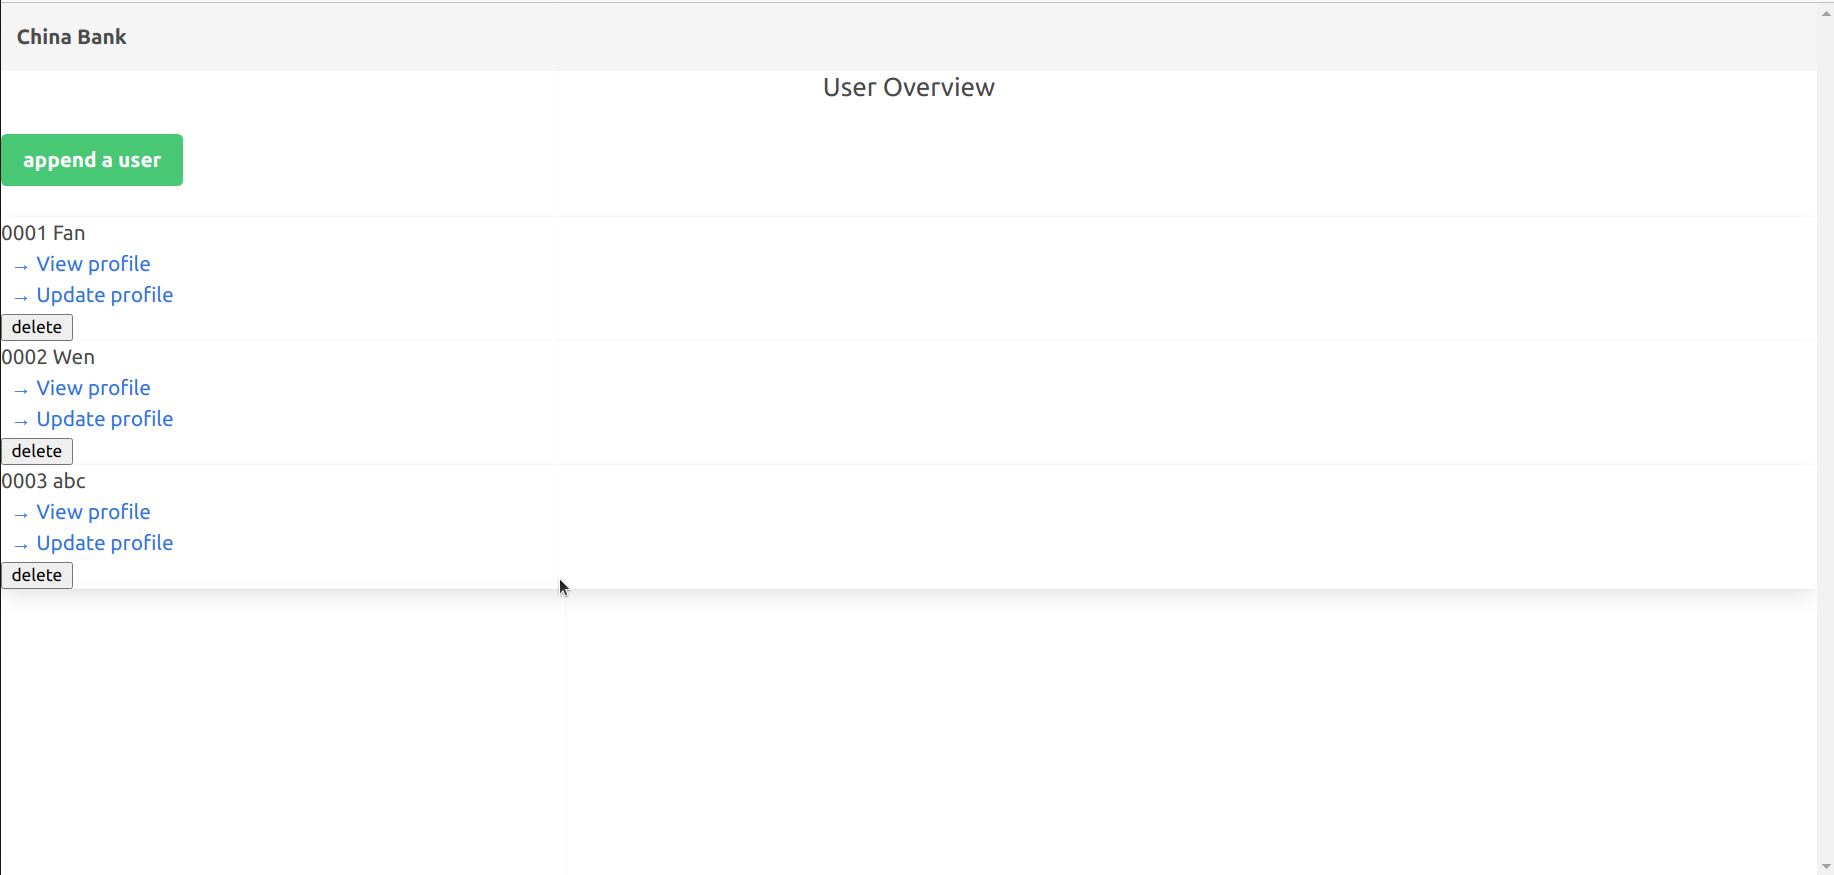 China Bank
User Overview
append a user
0001 Fan
→ View profile
→ Update profile
delete
0002 Wen
→ View profile
→ Update profile
delete
0003 abc
→ View profile
→ Update profile
delete